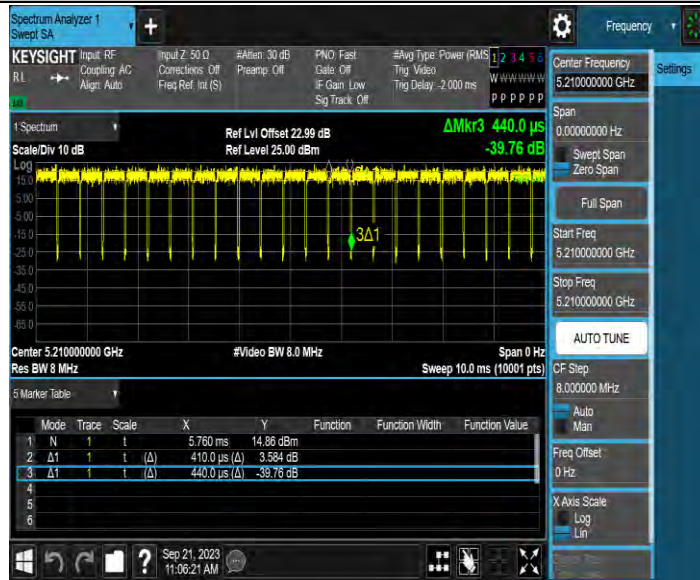 Spectrum Analyzer 1
Swept SA
+
Frequency
KEYSIGHT
RL
Input: RF
Coupling: AC
Align: Auto
Input Z: 50 Ω
Corrections: Off
Freq Ref: Int (S)
#Atten: 30 dB
Preamp: Off
PNO: Fast
Gate: Off
IF Gain: Low
Sig Track: Off
#Avg Type: Power (RMS
Trig: Video
Trig Delay: -2.000 ms
1 2 3 4 5 6
W W W W W W
P P P P P P
1 Spectrum
Scale/Div 10 dB
Ref Lvl Offset 22.99 dB
Ref Level 25.00 dBm
ΔMkr3 440.0 µs
-39.76 dB
Log
15.0
5.00
-5.00
-15.0
-25.0
-35.0
-45.0
-55.0
-65.0
3Δ1
Center 5.210000000 GHz
#Video BW 8.0 MHz
Span 0 Hz
Res BW 8 MHz
Sweep 10.0 ms (10001 pts)
5 Marker Table
Mode Trace Scale X Y Function Function Width Function Value
1 N 1 t 5.760 ms 14.86 dBm
2 Δ1 1 t (Δ) 410.0 µs (Δ) 3.584 dB
3 Δ1 1 t (Δ) 440.0 µs (Δ) -39.76 dB
4
5
6
Sep 21, 2023
11:06:21 AM
Center Frequency
5.210000000 GHz
Settings
Span
0.00000000 Hz
Swept Span
Zero Span
Full Span
Start Freq
5.210000000 GHz
Stop Freq
5.210000000 GHz
AUTO TUNE
CF Step
8.000000 MHz
Auto
Man
Freq Offset
0 Hz
X Axis Scale
Log
Lin